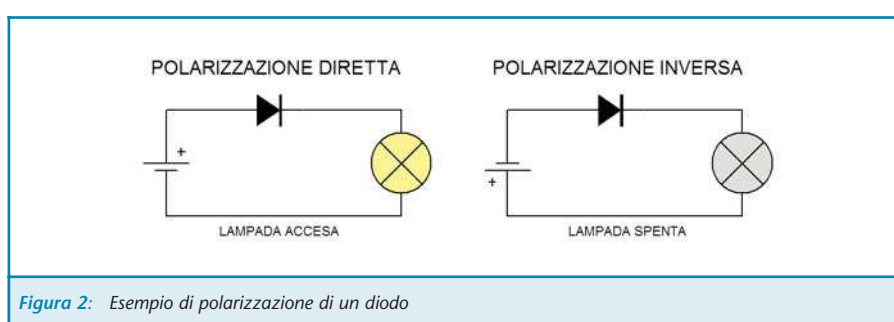 POLARIZZAZIONE DIRETTA
POLARIZZAZIONE INVERSA
+
+
LAMPADA ACCESA
LAMPADA SPENTA
Figura 2: Esempio di polarizzazione di un diodo